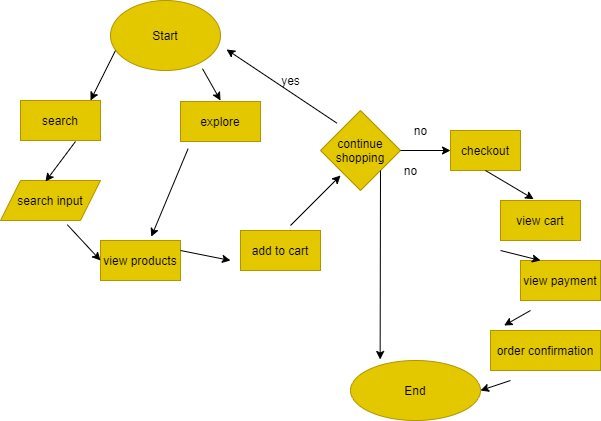 Start
yes
search
explore
continue
shopping
no
checkout
no
search input
view cart
add to cart
view products
view payment
order confirmation
End